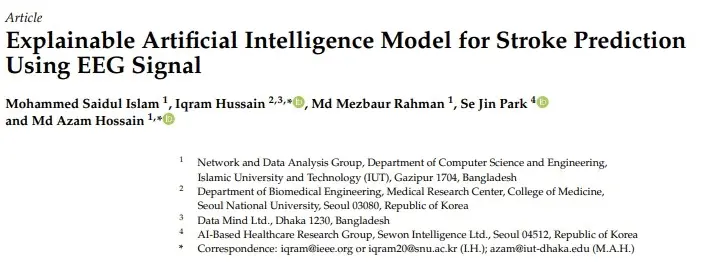 Article
Explainable Artificial Intelligence Model for Stroke Prediction
Using EEG Signal
Mohammed Saidul Islam 1, Iqram Hussain 2,3,*, Md Mezbaur Rahman 1, Se Jin Park 4
and Md Azam Hossain 1,*
1 Network and Data Analysis Group, Department of Computer Science and Engineering,
Islamic University and Technology (IUT), Gazipur 1704, Bangladesh
2 Department of Biomedical Engineering, Medical Research Center, College of Medicine,
Seoul National University, Seoul 03080, Republic of Korea
3 Data Mind Ltd., Dhaka 1230, Bangladesh
4 AI-Based Healthcare Research Group, Sewon Intelligence Ltd., Seoul 04512, Republic of Korea
* Correspondence: iqram@ieee.org or iqram20@snu.ac.kr (I.H.); azam@iut-dhaka.edu (M.A.H.)